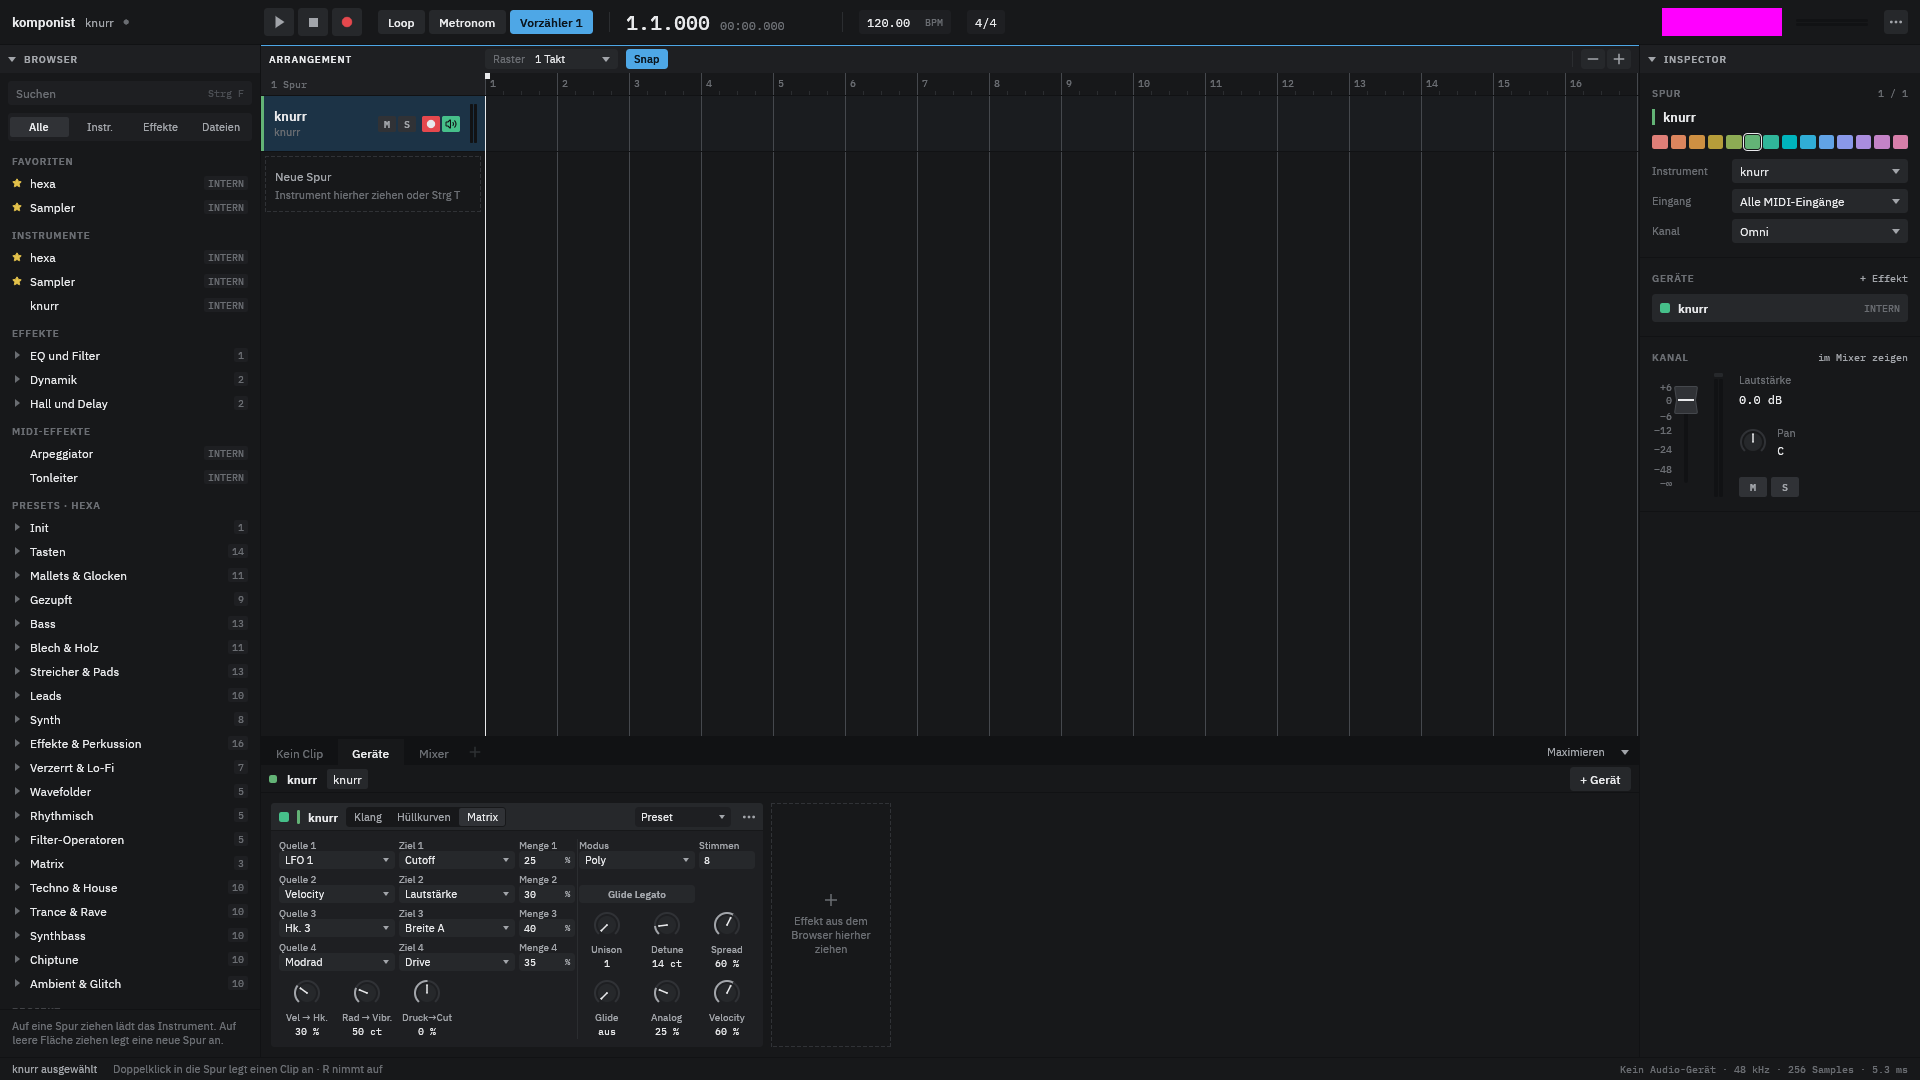 komponist knurr
Loop Metronom Vorzähler 1 1.1.000 00:00.000 120.00 BPM 4/4
BROWSER
Suchen Strg F
Alle Instr. Effekte Dateien
FAVORITEN
hexa INTERN
Sampler INTERN
INSTRUMENTE
hexa INTERN
Sampler INTERN
knurr INTERN
EFFEKTE
EQ und Filter 1
Dynamik 2
Hall und Delay 2
MIDI-EFFEKTE
Arpeggiator INTERN
Tonleiter INTERN
PRESETS · HEXA
Init 1
Tasten 14
Mallets & Glocken 11
Gezupft 9
Bass 13
Blech & Holz 11
Streicher & Pads 13
Leads 10
Synth 8
Effekte & Perkussion 16
Verzerrt & Lo-Fi 7
Wavefolder 5
Rhythmisch 5
Filter-Operatoren 5
Matrix 3
Techno & House 10
Trance & Rave 10
Synthbass 10
Chiptune 10
Ambient & Glitch 10
Auf eine Spur ziehen lädt das Instrument. Auf
leere Fläche ziehen legt eine neue Spur an.
ARRANGEMENT Raster 1 Takt Snap
1 Spur 1 2 3 4 5 6 7 8 9 10 11 12 13 14 15 16
knurr
knurr
M S
Neue Spur
Instrument hierher ziehen oder Strg T
Kein Clip Geräte Mixer Maximieren
knurr knurr + Gerät
knurr Klang Hüllkurven Matrix Preset
Quelle 1 Ziel 1 Menge 1 Modus Stimmen
LFO 1 Cutoff 25 % Poly 8
Quelle 2 Ziel 2 Menge 2
Velocity Lautstärke 30 % Glide Legato
Quelle 3 Ziel 3 Menge 3
Hk. 3 Breite A 40 %
Quelle 4 Ziel 4 Menge 4 Unison Detune Spread
Modrad Drive 35 % 1 14 ct 60 %
Vel → Hk. Rad → Vibr. Druck→Cut Glide Analog Velocity
30 % 50 ct 0 % aus 25 % 60 %
Effekt aus dem
Browser hierher
ziehen
INSPECTOR
SPUR 1 / 1
knurr
Instrument knurr
Eingang Alle MIDI-Eingänge
Kanal Omni
GERÄTE + Effekt
knurr INTERN
KANAL im Mixer zeigen
+6
0
−6
−12
−24
−48
−∞
Lautstärke
0.0 dB
Pan
C
M S
knurr ausgewählt Doppelklick in die Spur legt einen Clip an · R nimmt auf
Kein Audio-Gerät · 48 kHz · 256 Samples · 5.3 ms